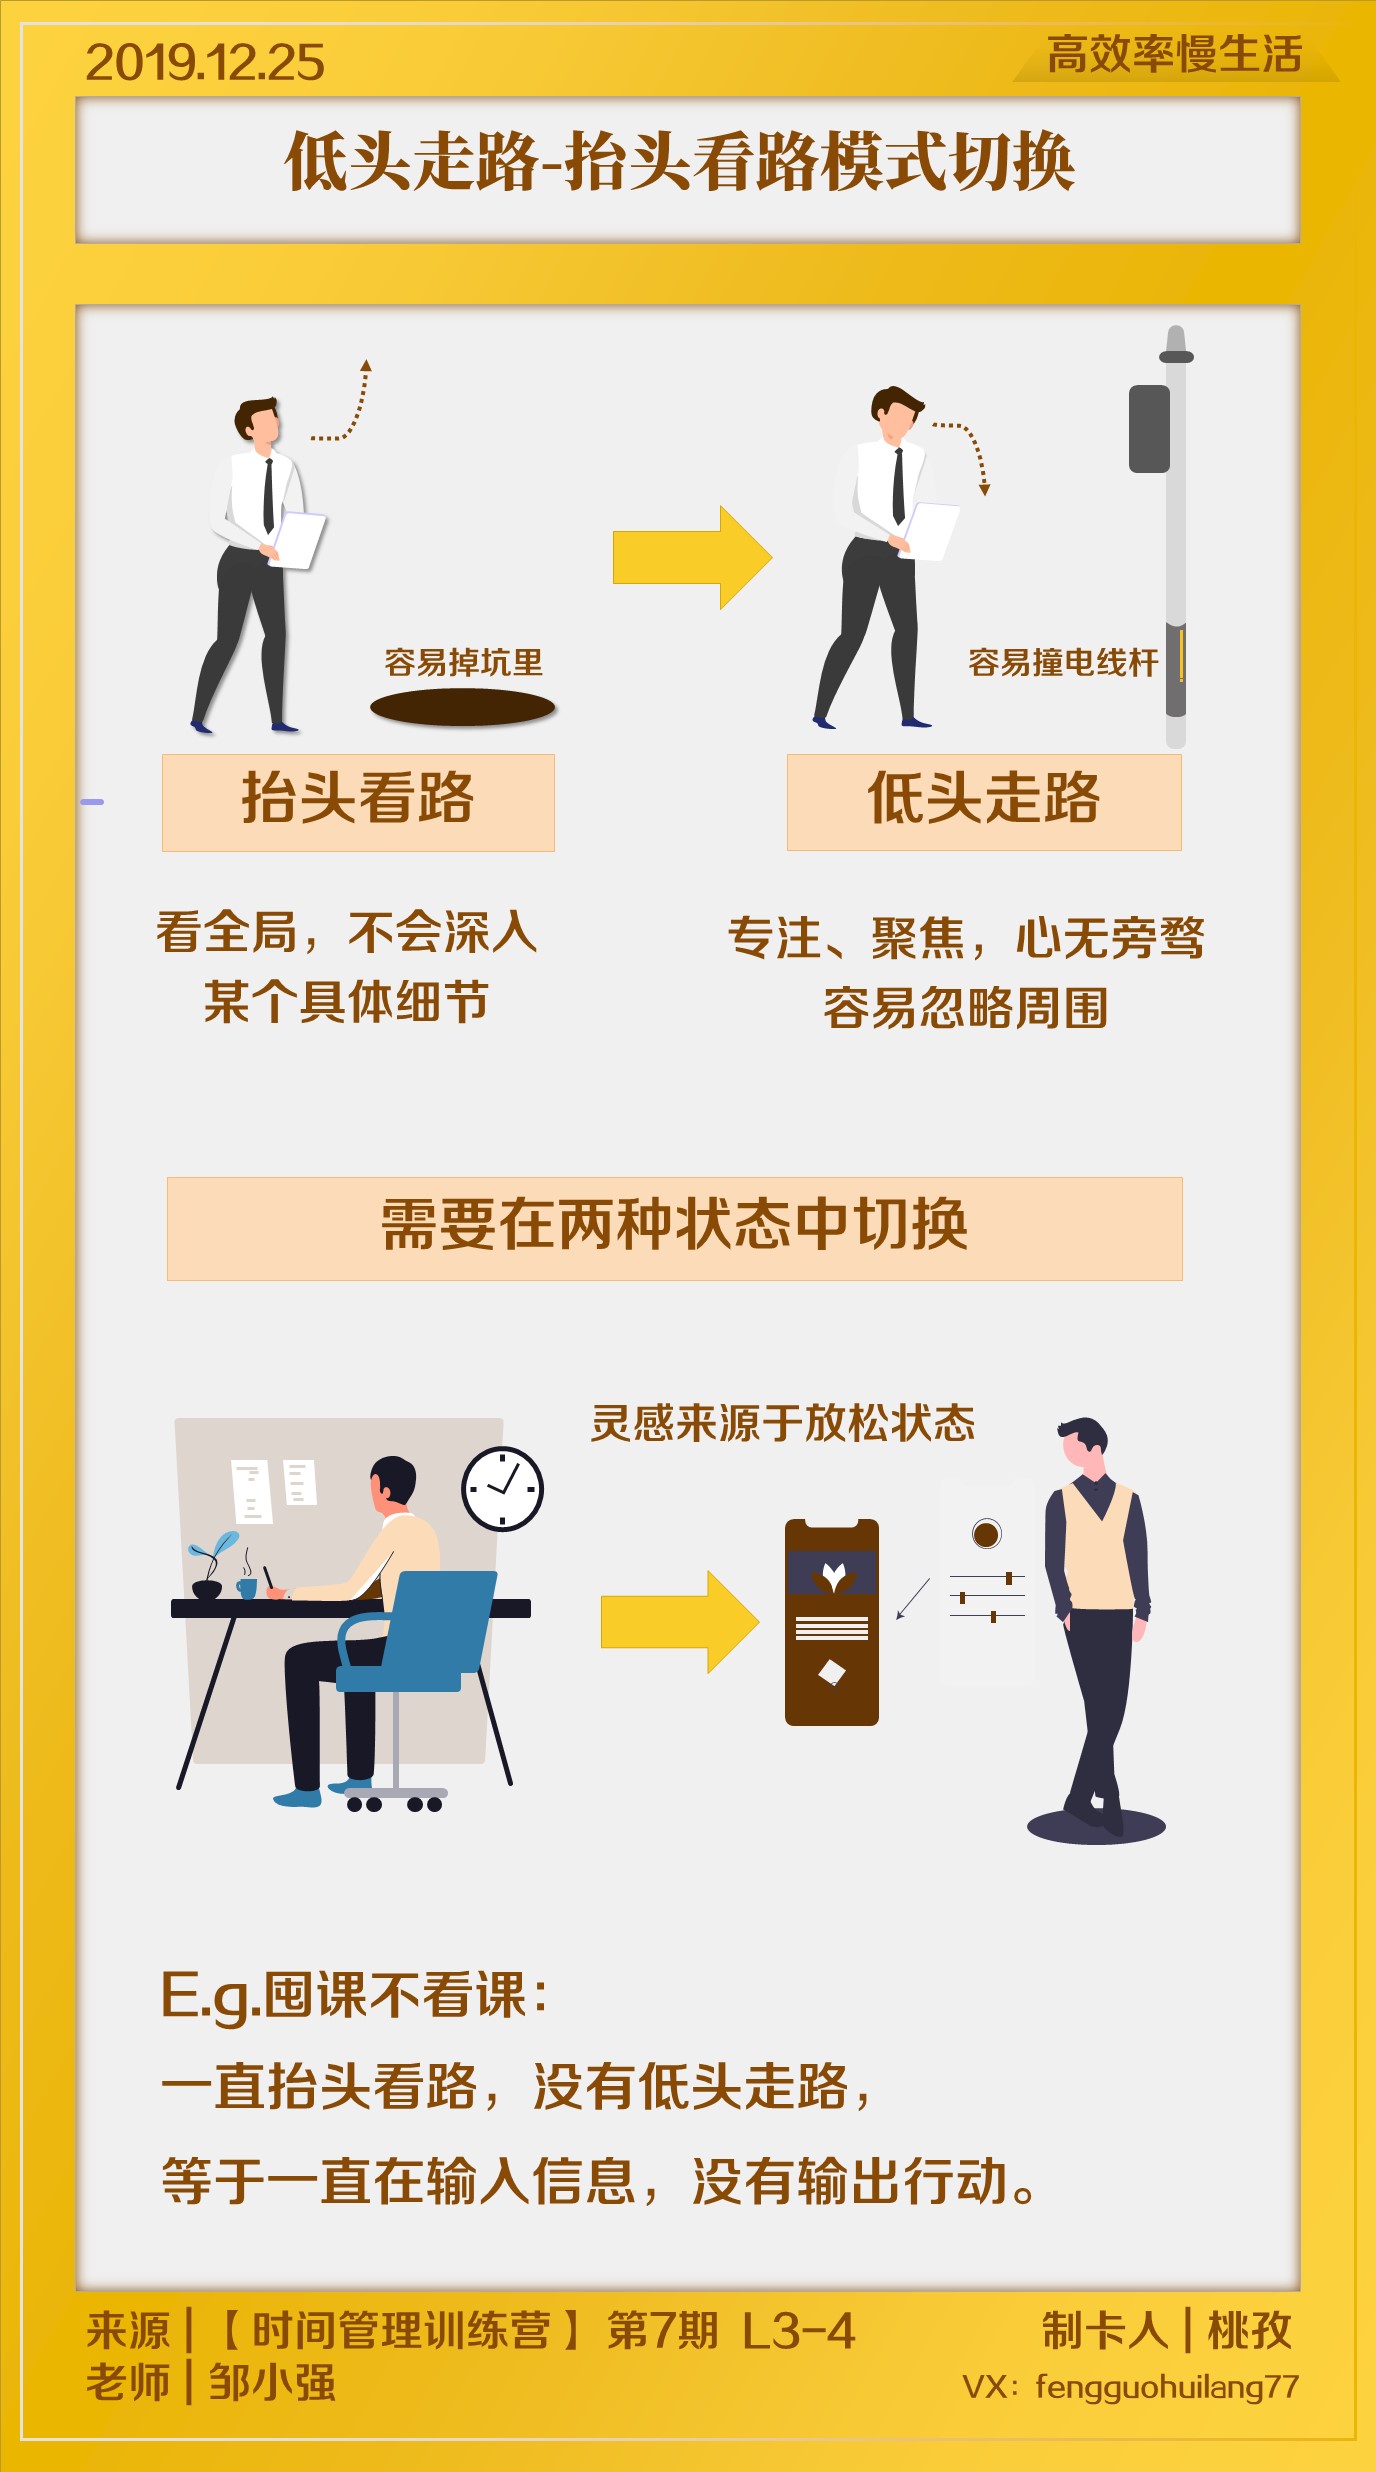 2019.12.25
高效率慢生活
低头走路-抬头看路模式切换
容易掉坑里
容易撞电线杆
抬头看路
低头走路
看全局，不会深入
某个具体细节
专注、聚焦，心无旁骛
容易忽略周围
需要在两种状态中切换
灵感来源于放松状态
E.g.囤课不看课：
一直抬头看路，没有低头走路，
等于一直在输入信息，没有输出行动。
来源|【时间管理训练营】第7期 L3-4
老师|邹小强
制卡人|桃孜
VX：fengguohuilang77